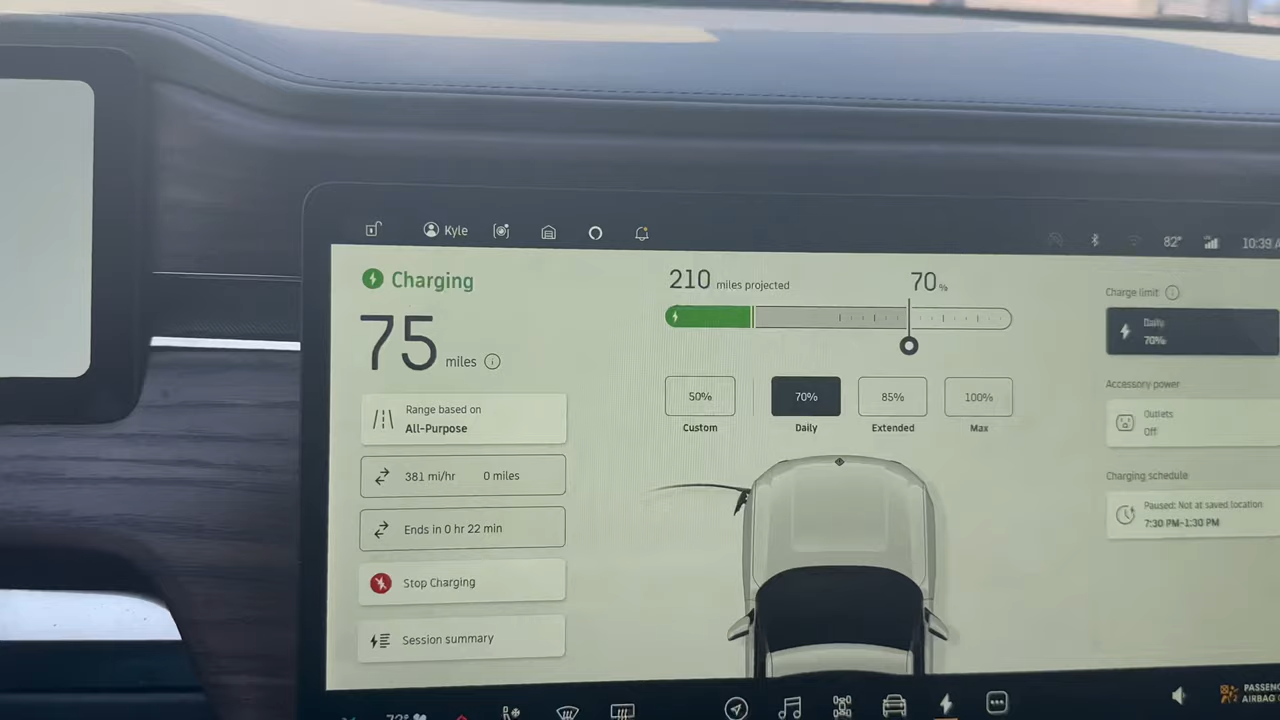 Kyle
82°
10:39
Charging
75 miles
Range based on
All-Purpose
381 mi/hr 0 miles
Ends in 0 hr 22 min
Stop Charging
Session summary
210 miles projected
70%
50% 70% 85% 100%
Custom Daily Extended Max
Charge limit
Daily
70%
Accessory power
Outlets
Off
Charging schedule
Paused: Not at saved location
7:30 PM-1:30 PM
72°
AIRBAG